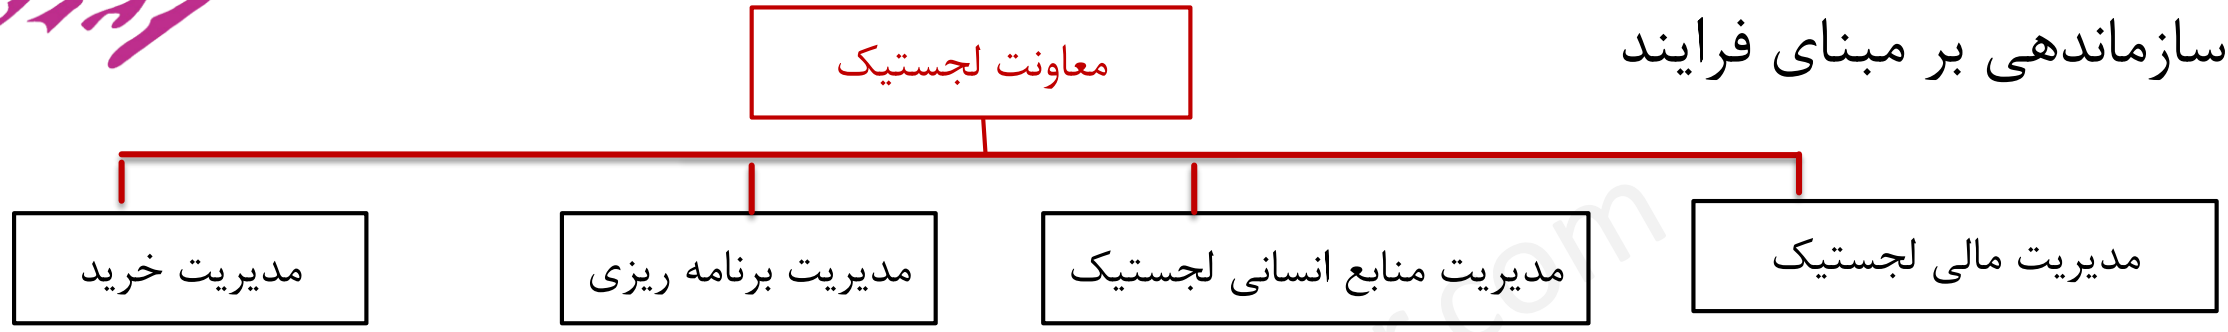 سازماندهی بر مبنای فرایند
معاونت لجستیک
مدیریت مالی لجستیک
مدیریت منابع انسانی لجستیک
مدیریت برنامه ریزی
مدیریت خرید